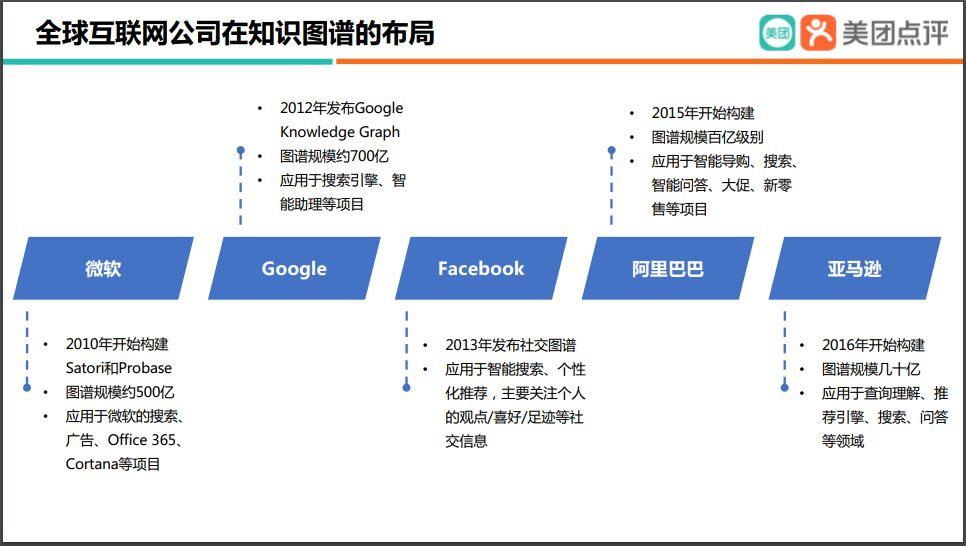 全球互联网公司在知识图谱的布局
美团
美团点评
• 2012年发布Google
Knowledge Graph
• 图谱规模约700亿
• 应用于搜索引擎、智
能助理等项目
• 2015年开始构建
• 图谱规模百亿级别
• 应用于智能导购、搜索、
智能问答、大促、新零
售等项目
微软
Google
Facebook
阿里巴巴
亚马逊
• 2010年开始构建
Satori和Probase
• 图谱规模约500亿
• 应用于微软的搜索、
广告、Office 365、
Cortana等项目
• 2013年发布社交图谱
• 应用于智能搜索、个性
化推荐，主要关注个人
的观点/喜好/足迹等社
交信息
• 2016年开始构建
• 图谱规模几十亿
• 应用于查询理解、推
荐引擎、搜索、问答
等领域